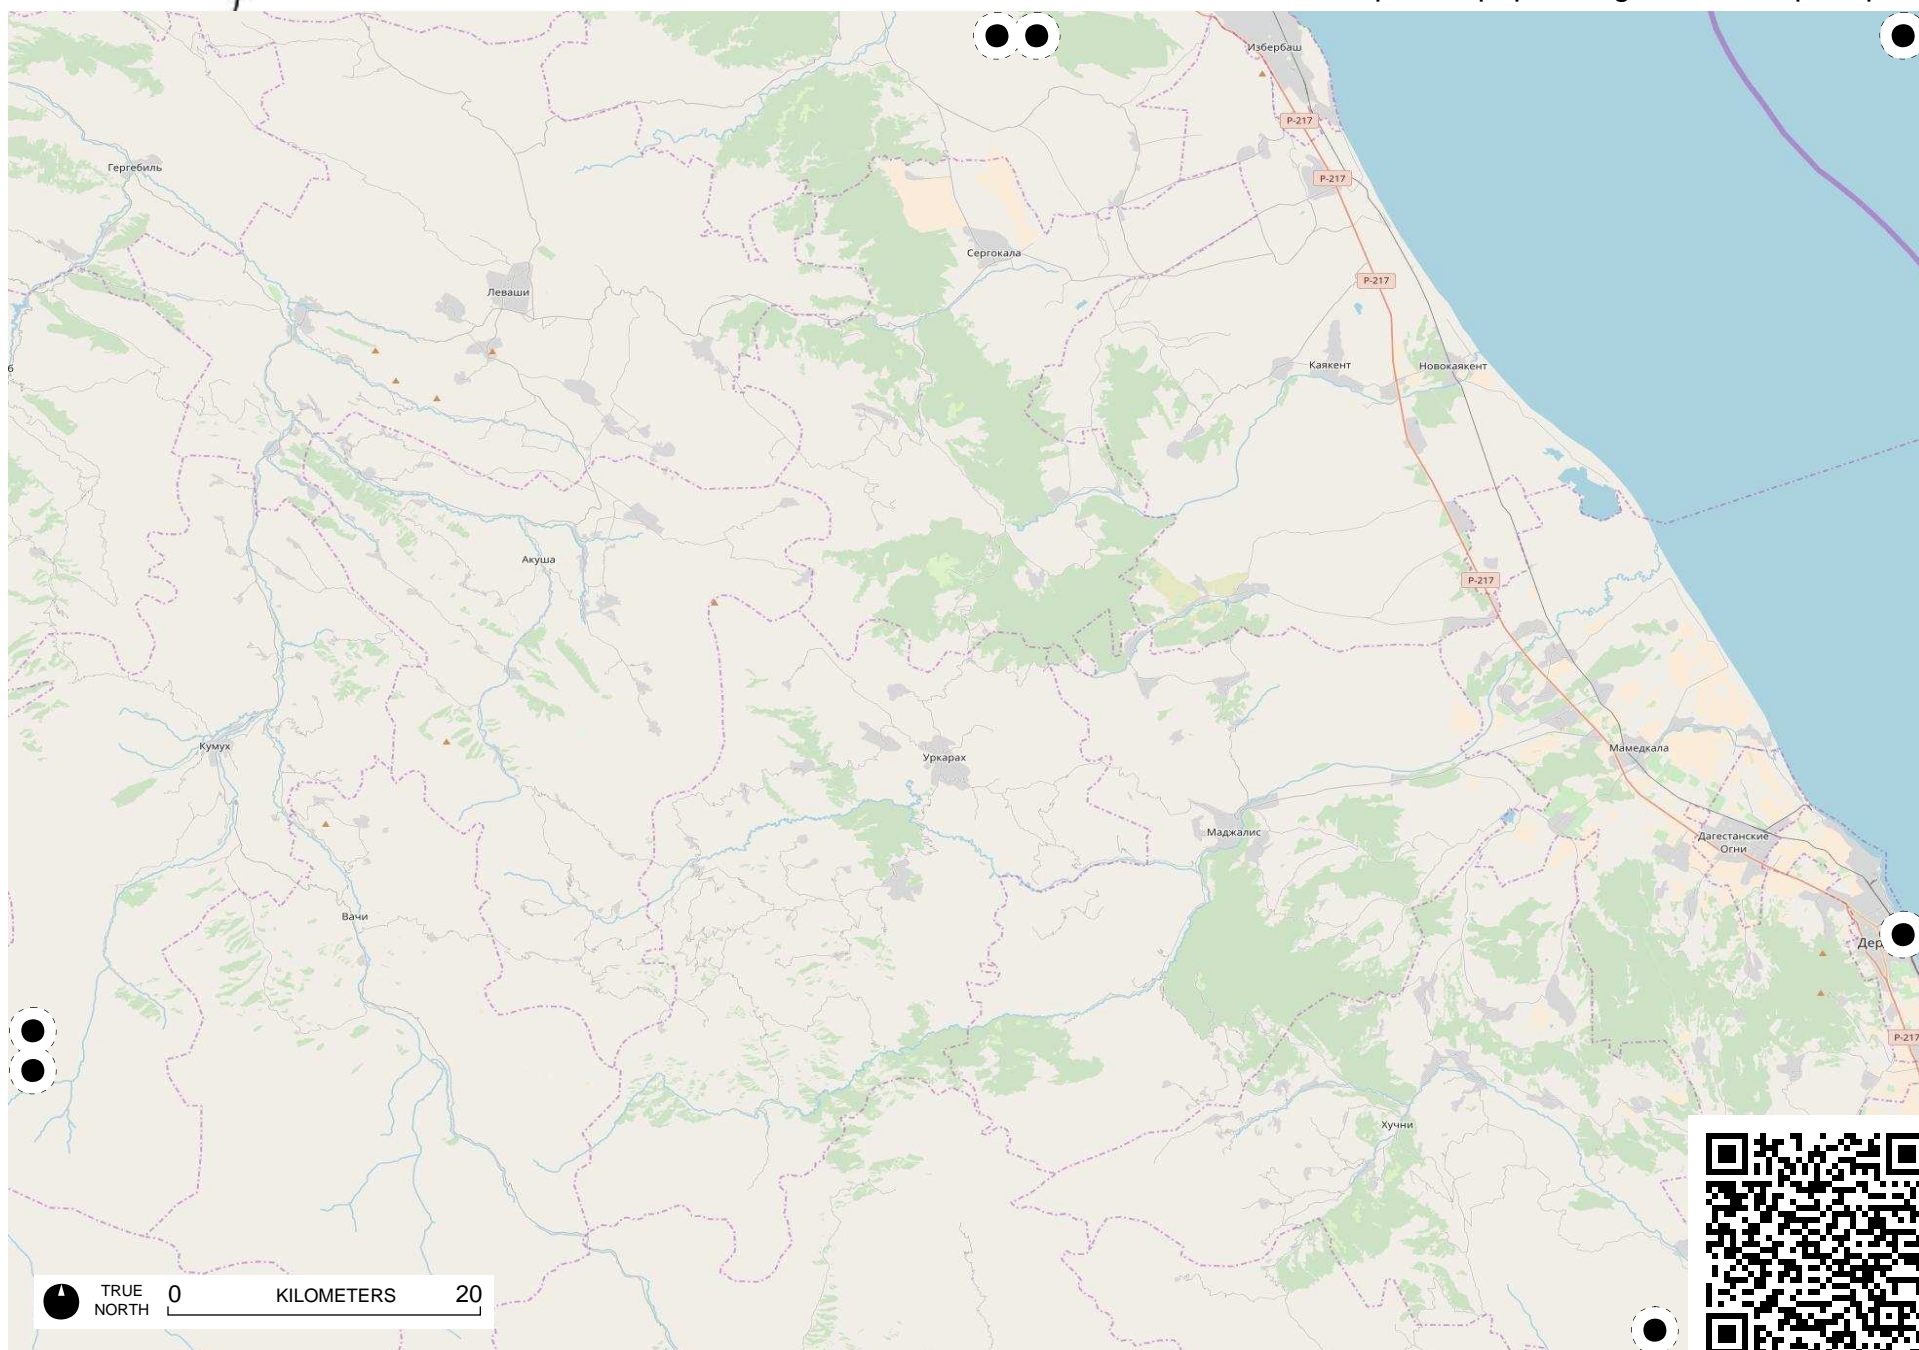 Избербаш
P-217
Гергебиль
P-217
Сергокала
P-217
Леваши
Каякент
Новокаякент
Акуша
P-217
Кумух
Мамедкала
Уркарах
Маджалис
Дагестанские
Огни
Вачи
Дер
P-217
Хучни
TRUE
NORTH
0 KILOMETERS 20